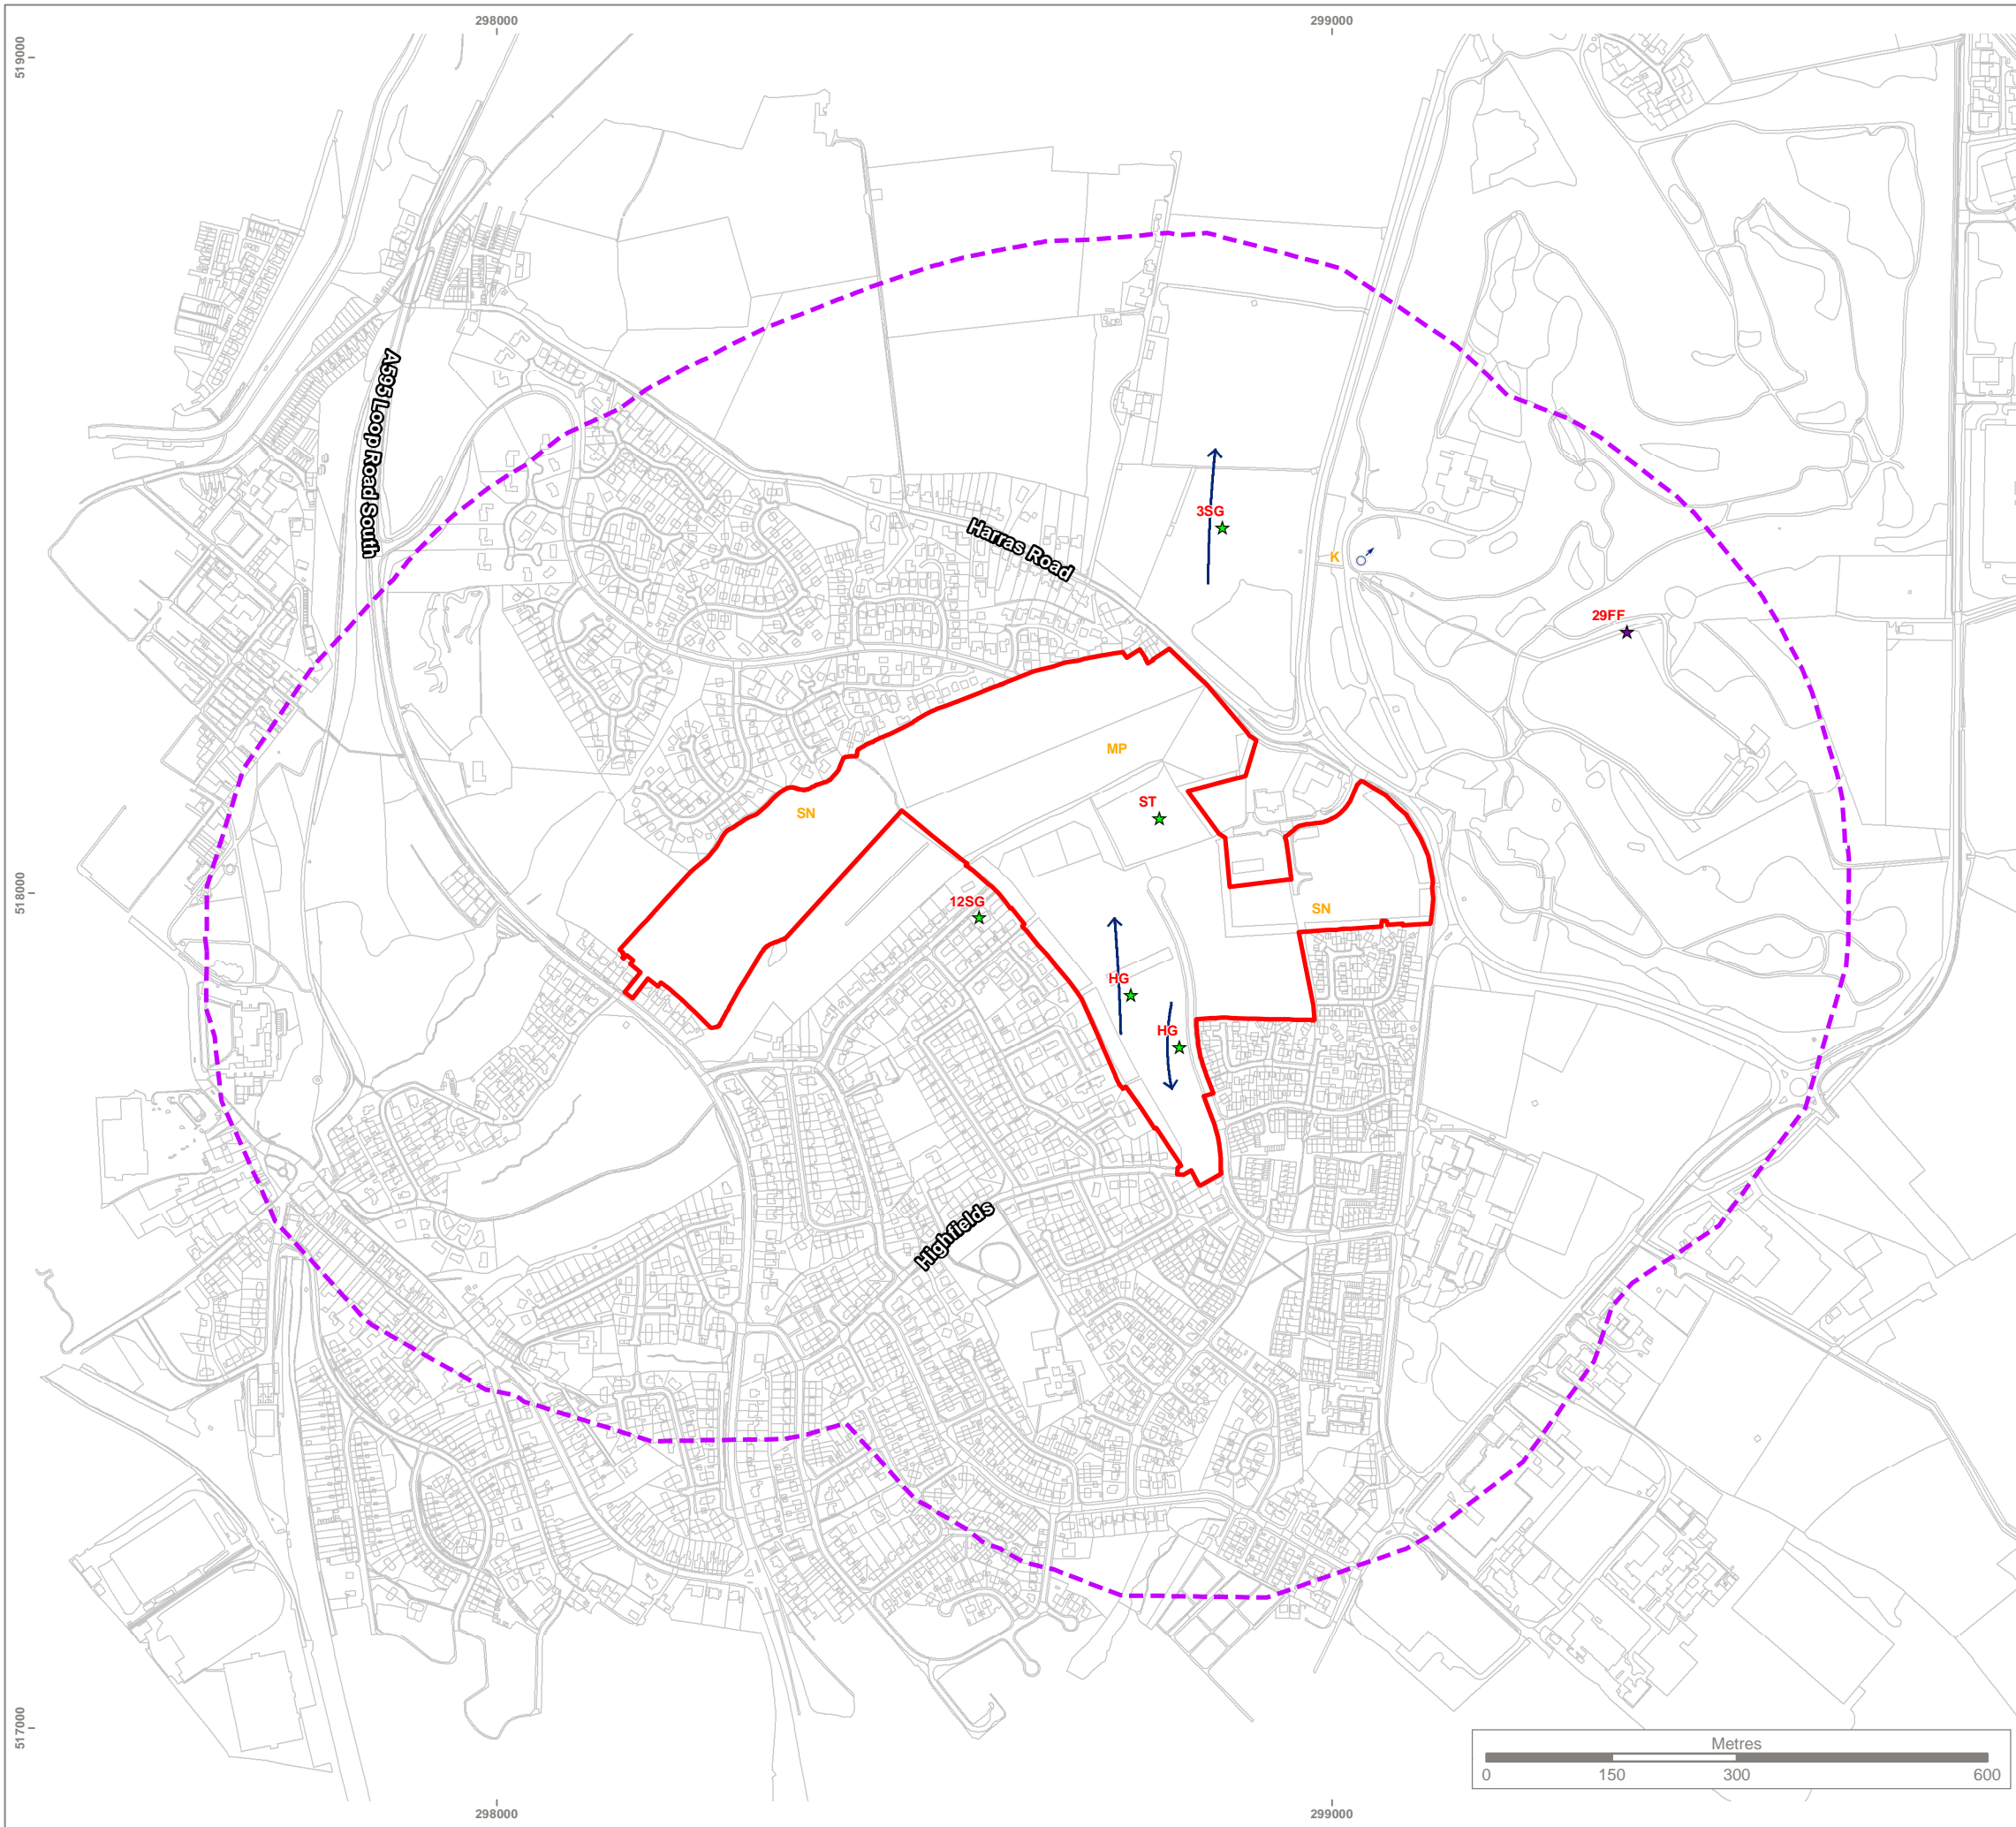 298000
299000
519000
A595 Loop Road South
3SG
Harras Road
K
29FF
MP
SN
ST
518000
12SG
SN
HG
HG
Highfields
517000
Metres
0
150
300
600
298000
299000